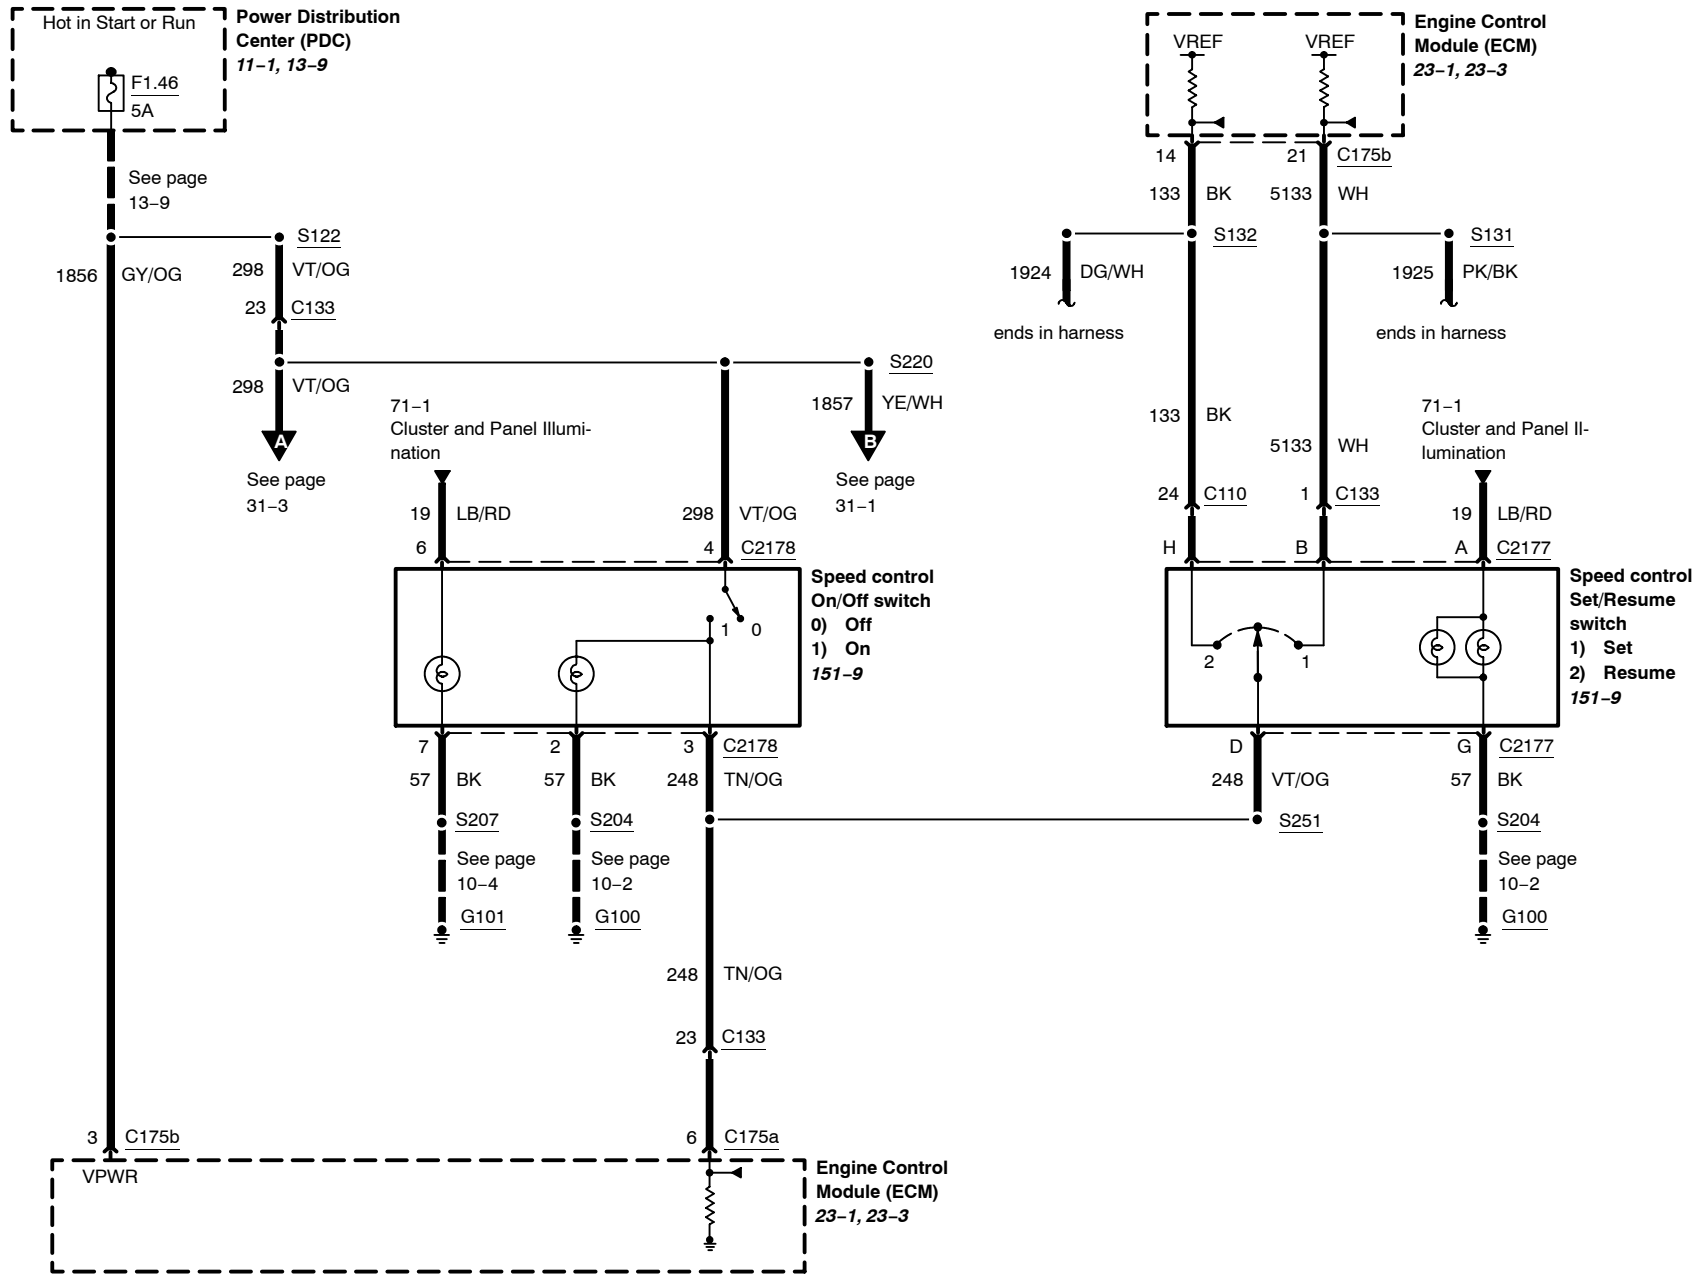 Hot in Start or Run
F1.46
5A
Power Distribution
Center (PDC)
11–1, 13–9
See page
13–9
S122
1856 GY/OG
298 VT/OG
23 C133
298 VT/OG
A
See page
31–3
71–1
Cluster and Panel Illumi-
nation
S220
1857 YE/WH
B
See page
31–1
19 LB/RD
298 VT/OG
6
4 C2178
Speed control
On/Off switch
0) Off
1) On
151–9
1 0
7
2
3 C2178
57 BK
57 BK
248 TN/OG
S207
S204
See page
10–4
See page
10–2
G101
G100
248 TN/OG
23 C133
3 C175b
6 C175a
VPWR
Engine Control
Module (ECM)
23–1, 23–3
VREF
VREF
Engine Control
Module (ECM)
23–1, 23–3
14
21 C175b
133 BK
5133 WH
S132
S131
1924 DG/WH
1925 PK/BK
ends in harness
ends in harness
133 BK
5133 WH
71–1
Cluster and Panel Il-
lumination
24 C110
1 C133
19 LB/RD
H
B
A C2177
Speed control
Set/Resume
switch
1) Set
2) Resume
151–9
2
1
D
G C2177
248 VT/OG
57 BK
S251
S204
See page
10–2
G100